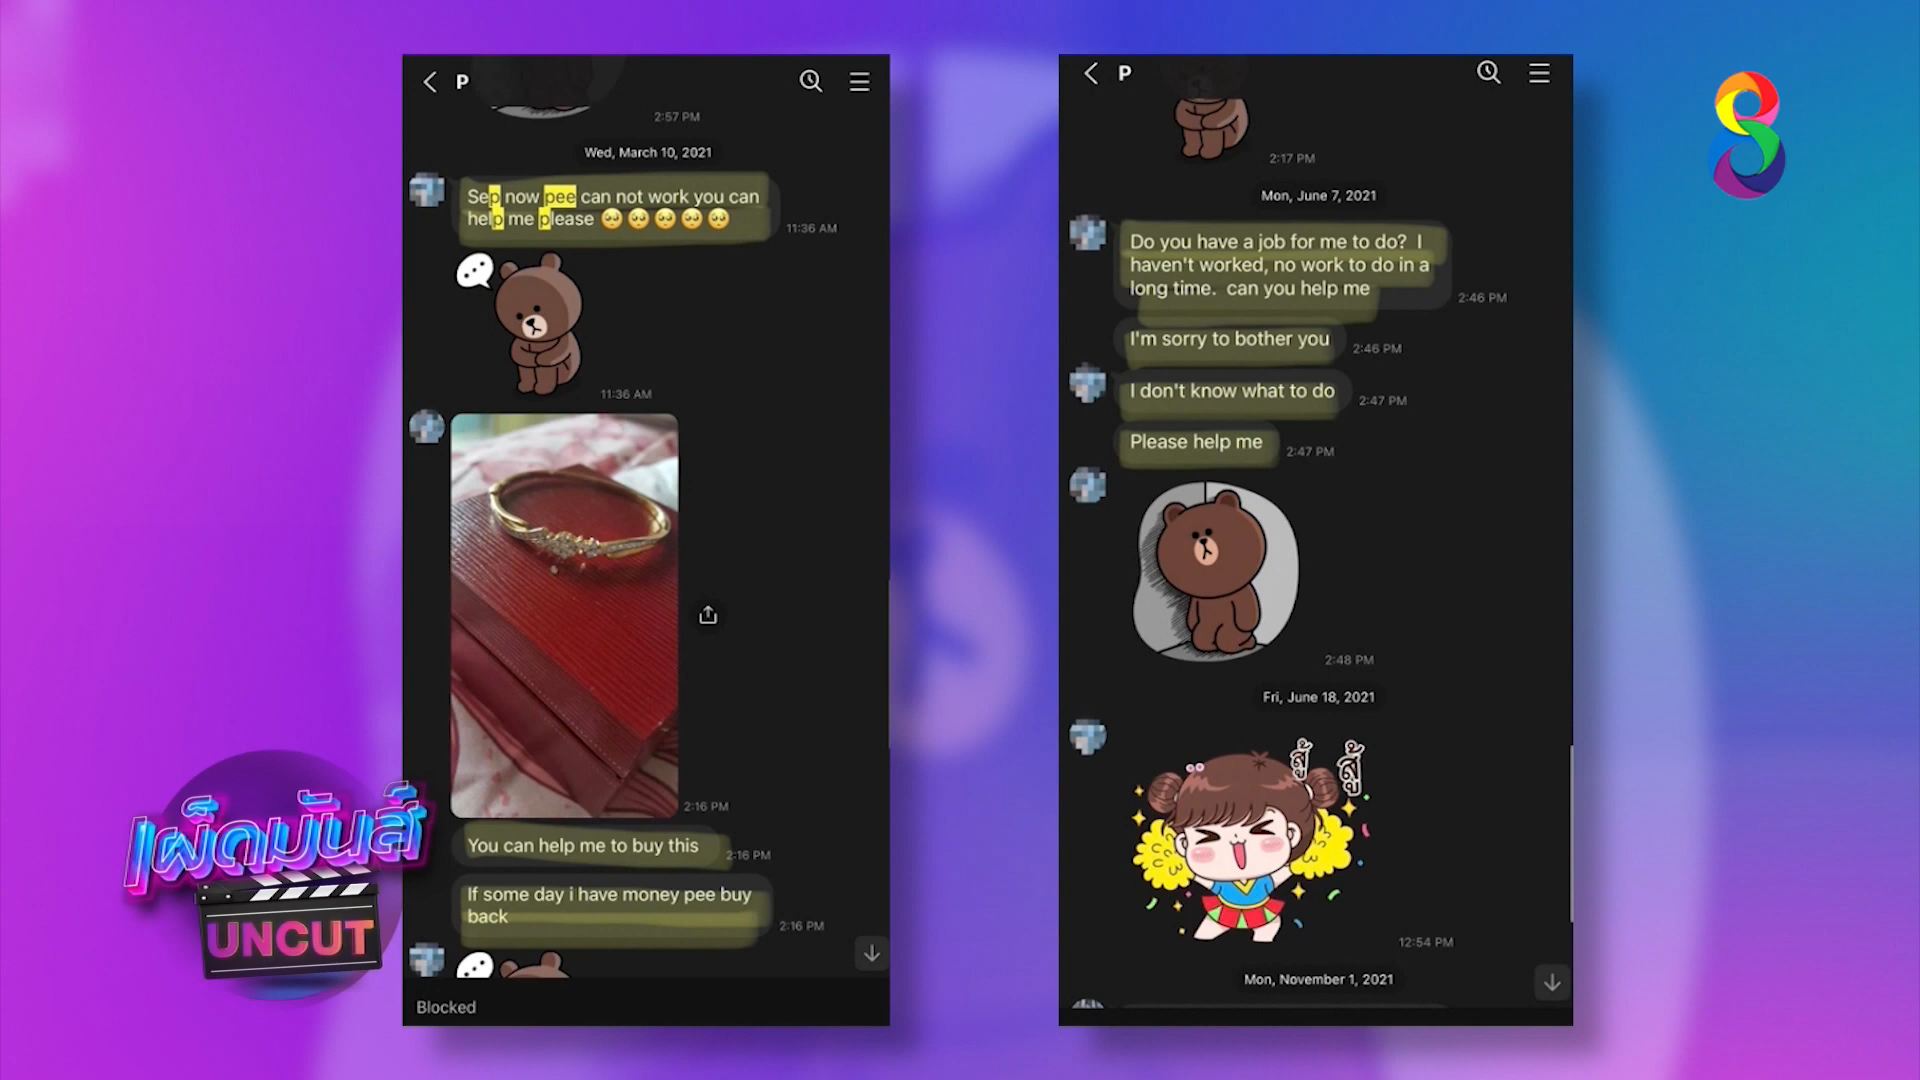 P
2:57 PM
Wed, March 10, 2021
Sep now pee can not work you can
help me please 🥺🥺🥺🥺🥺
11:36 AM
11:36 AM
2:16 PM
You can help me to buy this
2:16 PM
If some day i have money pee buy
back
2:16 PM
Blocked
P
2:17 PM
Mon, June 7, 2021
Do you have a job for me to do? I
haven't worked, no work to do in a
long time. can you help me
2:46 PM
I'm sorry to bother you
2:46 PM
I don't know what to do
2:47 PM
Please help me
2:47 PM
2:48 PM
Fri, June 18, 2021
สู้ สู้
12:54 PM
Mon, November 1, 2021
8
เผ็ดมันส์
UNCUT